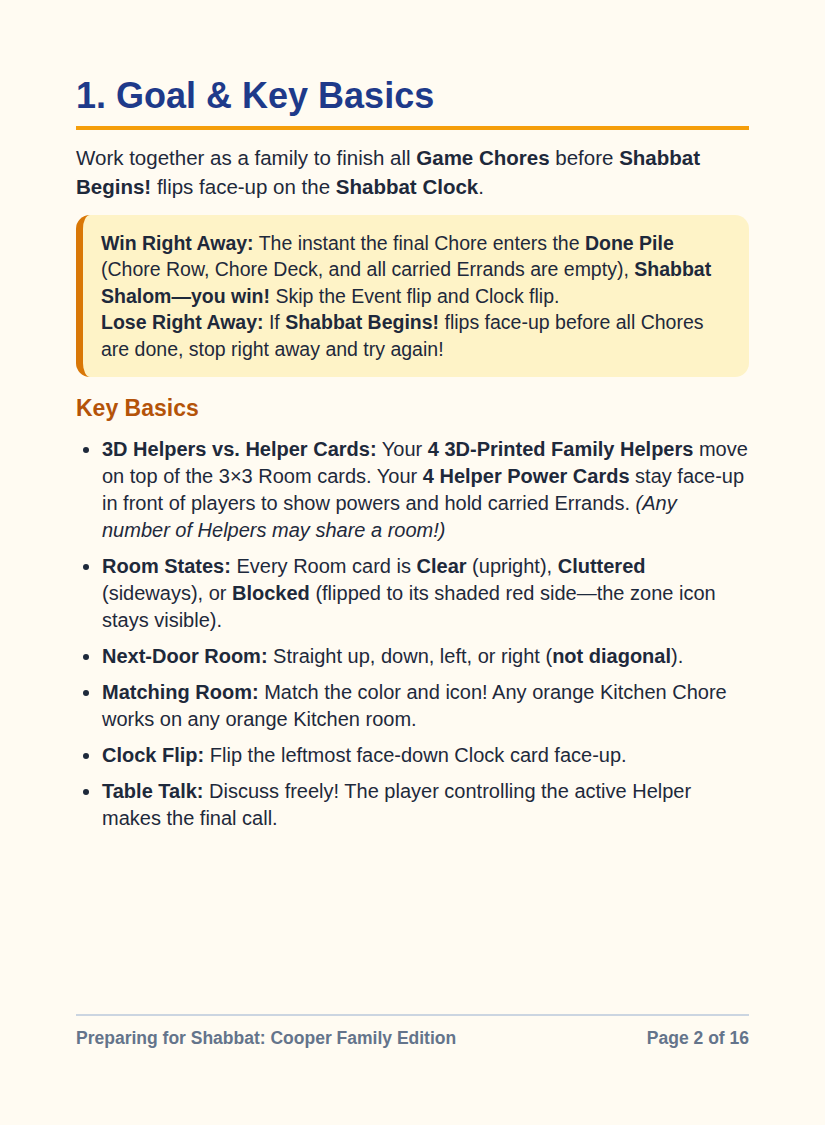 1. Goal & Key Basics
Work together as a family to finish all Game Chores before Shabbat
Begins! flips face-up on the Shabbat Clock.
Win Right Away: The instant the final Chore enters the Done Pile
(Chore Row, Chore Deck, and all carried Errands are empty), Shabbat
Shalom—you win! Skip the Event flip and Clock flip.
Lose Right Away: If Shabbat Begins! flips face-up before all Chores
are done, stop right away and try again!
Key Basics
• 3D Helpers vs. Helper Cards: Your 4 3D-Printed Family Helpers move
on top of the 3×3 Room cards. Your 4 Helper Power Cards stay face-up
in front of players to show powers and hold carried Errands. (Any
number of Helpers may share a room!)
• Room States: Every Room card is Clear (upright), Cluttered
(sideways), or Blocked (flipped to its shaded red side—the zone icon
stays visible).
• Next-Door Room: Straight up, down, left, or right (not diagonal).
• Matching Room: Match the color and icon! Any orange Kitchen Chore
works on any orange Kitchen room.
• Clock Flip: Flip the leftmost face-down Clock card face-up.
• Table Talk: Discuss freely! The player controlling the active Helper
makes the final call.
Preparing for Shabbat: Cooper Family Edition
Page 2 of 16